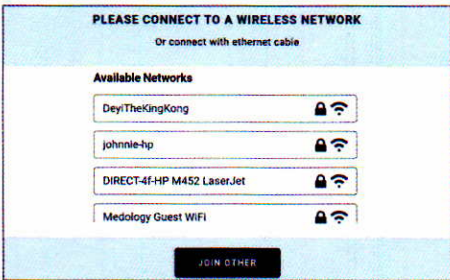 PLEASE CONNECT TO A WIRELESS NETWORK
Or connect with ethernet cable
Available Networks
DeyiTheKingKong
johnnie-hp
DIRECT-4f-HP M452 LaserJet
Medology Guest WiFi
JOIN OTHER